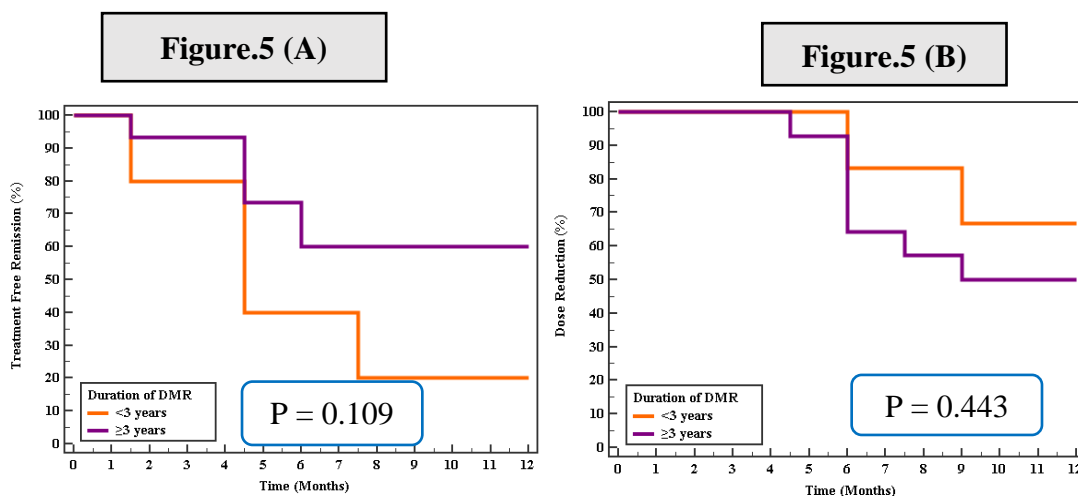 Figure.5 (A)
Treatment Free Remission (%)
100
90
80
70
60
50
40
30
20
10
0
Duration of DMR
<3 years
≥3 years
P = 0.109
0 1 2 3 4 5 6 7 8 9 10 11 12
Time (Months)
Figure.5 (B)
Dose Reduction (%)
100
90
80
70
60
50
40
30
20
10
0
Duration of DMR
<3 years
≥3 years
P = 0.443
0 1 2 3 4 5 6 7 8 9 10 11 12
Time (Months)